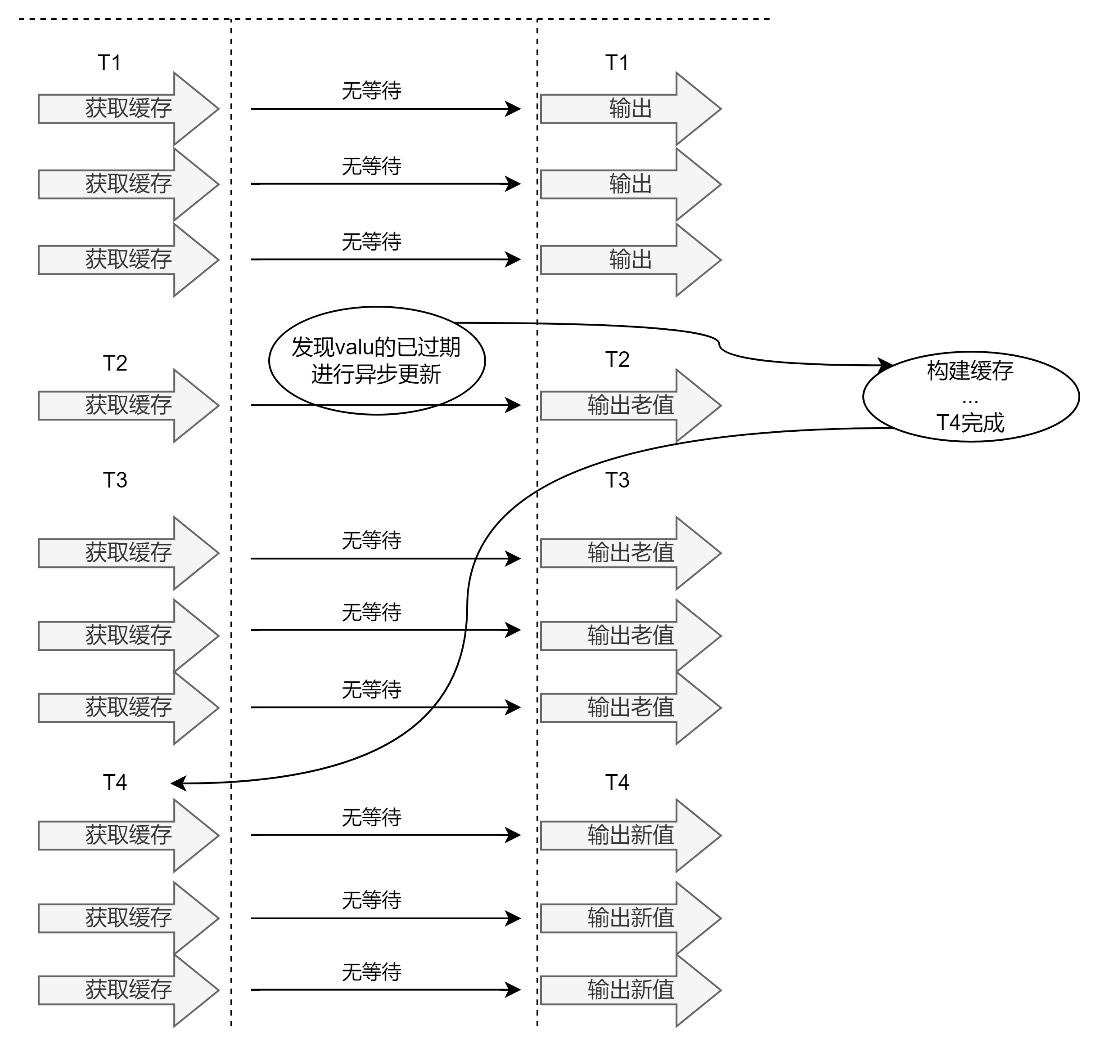 T1
T1
获取缓存
无等待
输出
获取缓存
无等待
输出
获取缓存
无等待
输出
发现valu的已过期
进行异步更新
T2
T2
获取缓存
输出老值
构建缓存
...
T4完成
T3
T3
获取缓存
无等待
输出老值
获取缓存
无等待
输出老值
获取缓存
无等待
输出老值
T4
T4
获取缓存
无等待
输出新值
获取缓存
无等待
输出新值
获取缓存
无等待
输出新值